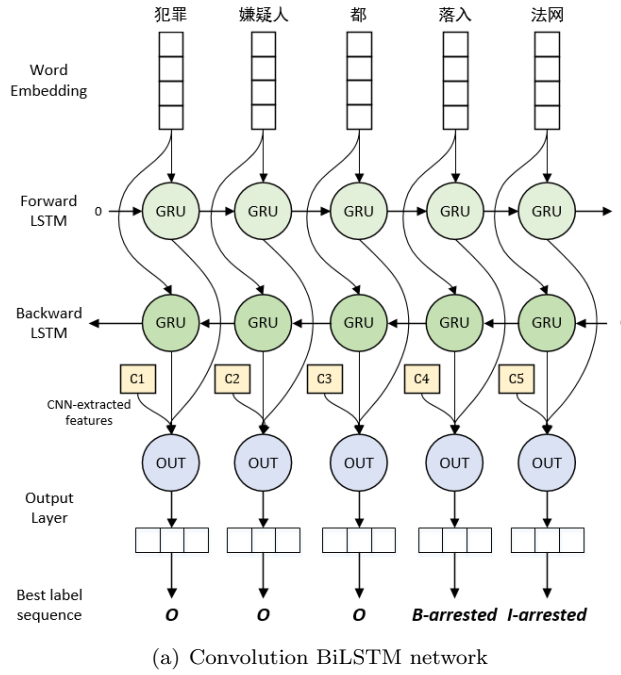 犯罪 嫌疑人 都 落入 法网
Word
Embedding
Forward
LSTM
0
GRU GRU GRU GRU GRU
Backward
LSTM
GRU GRU GRU GRU GRU
C1 C2 C3 C4 C5
CNN-extracted
features
OUT OUT OUT OUT OUT
Output
Layer
Best label
sequence
O O O B-arrested I-arrested
(a) Convolution BiLSTM network